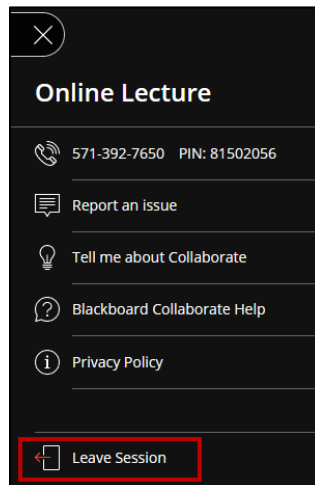 Online Lecture
571-392-7650 PIN: 81502056
Report an issue
Tell me about Collaborate
Blackboard Collaborate Help
Privacy Policy
Leave Session